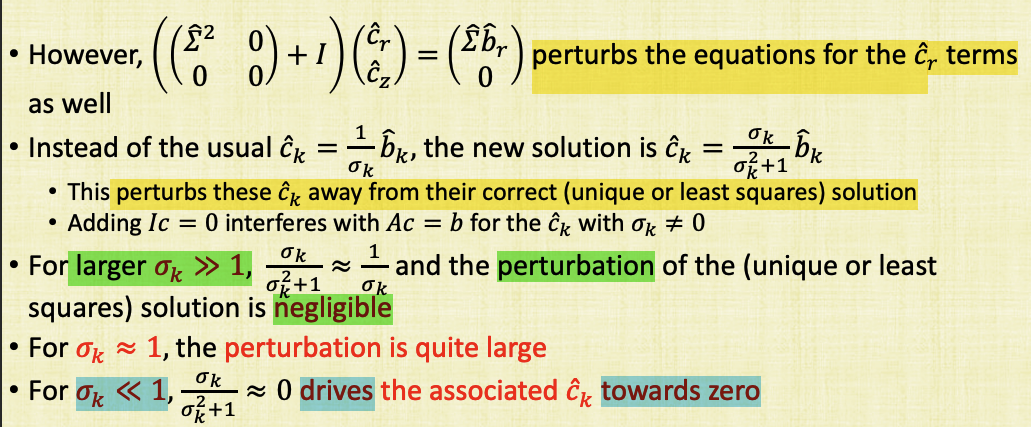 • However, $\left(\begin{pmatrix} \hat{\Sigma}^2 & 0 \\ 0 & 0 \end{pmatrix} + I\right)\begin{pmatrix} \hat{c}_r \\ \hat{c}_z \end{pmatrix} = \begin{pmatrix} \hat{\Sigma}\hat{b}_r \\ 0 \end{pmatrix}$ perturbs the equations for the $\hat{c}_r$ terms
as well
• Instead of the usual $\hat{c}_k = \frac{1}{\sigma_k}\hat{b}_k$, the new solution is $\hat{c}_k = \frac{\sigma_k}{\sigma_k^2+1}\hat{b}_k$
• This perturbs these $\hat{c}_k$ away from their correct (unique or least squares) solution
• Adding $Ic = 0$ interferes with $Ac = b$ for the $\hat{c}_k$ with $\sigma_k \neq 0$
• For larger $\sigma_k \gg 1$, $\frac{\sigma_k}{\sigma_k^2+1} \approx \frac{1}{\sigma_k}$ and the perturbation of the (unique or least
squares) solution is negligible
• For $\sigma_k \approx 1$, the perturbation is quite large
• For $\sigma_k \ll 1$, $\frac{\sigma_k}{\sigma_k^2+1} \approx 0$ drives the associated $\hat{c}_k$ towards zero